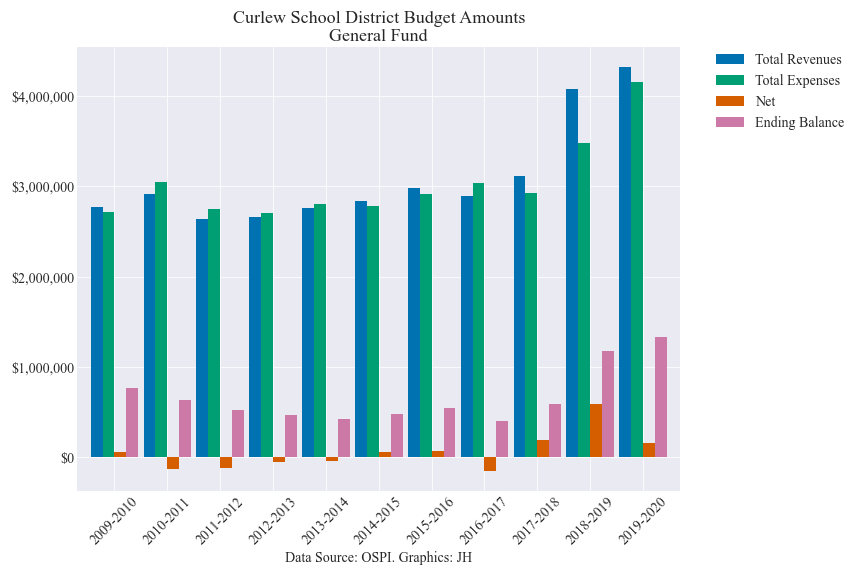 Curlew School District Budget Amounts
General Fund
Total Revenues
Total Expenses
Net
Ending Balance
$4,000,000
$3,000,000
$2,000,000
$1,000,000
$0
2009-2010
2010-2011
2011-2012
2012-2013
2013-2014
2014-2015
2015-2016
2016-2017
2017-2018
2018-2019
2019-2020
Data Source: OSPI. Graphics: JH